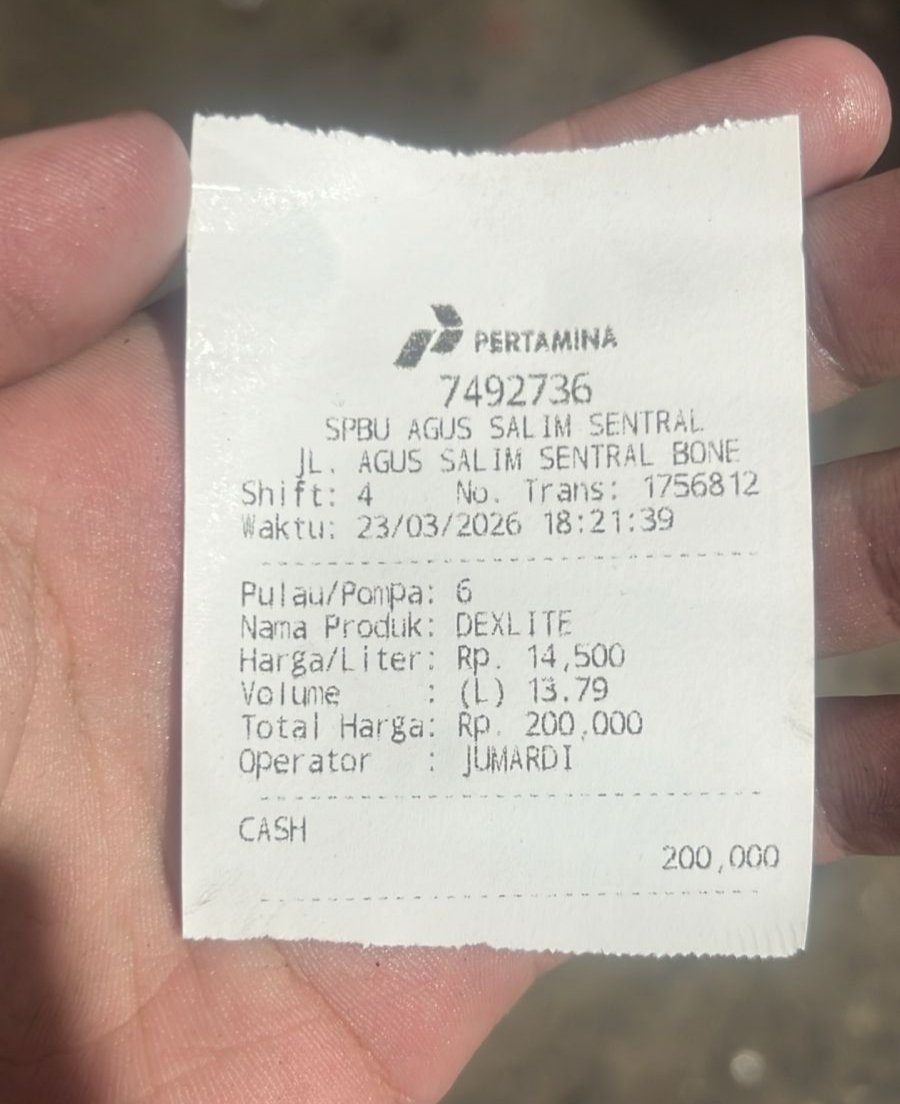 PERTAMINA
7492736
SPBU AGUS SALIM SENTRAL
JL. AGUS SALIM SENTRAL BONE
Shift: 4 No. Trans: 1756812
Waktu: 23/03/2026 18:21:39
Pulau/Pompa: 6
Nama Produk: DEXLITE
Harga/Liter: Rp. 14,500
Volume : (L) 13.79
Total Harga: Rp. 200,000
Operator : JUMARDI
CASH
200,000